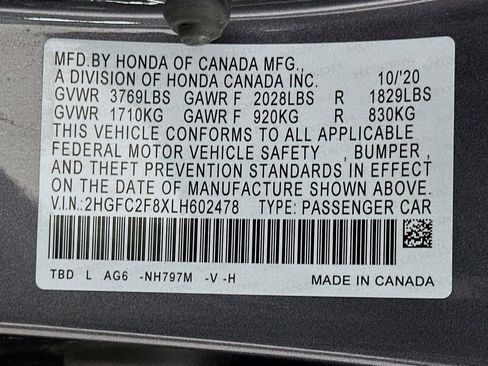 MFD.BY HONDA OF CANADA MFG.,
A DIVISION OF HONDA CANADA INC. 10/'20
GVWR 3769LBS GAWR F 2028LBS R 1829LBS
GVWR 1710KG GAWR F 920KG R 830KG
THIS VEHICLE CONFORMS TO ALL APPLICABLE
FEDERAL MOTOR VEHICLE SAFETY , BUMPER ,
AND THEFT PREVENTION STANDARDS IN EFFECT
ON THE DATE OF MANUFACTURE SHOWN ABOVE.
V.I.N.:2HGFC2F8XLH602478 TYPE: PASSENGER CAR
TBD L AG6 -NH797M -V -H
MADE IN CANADA